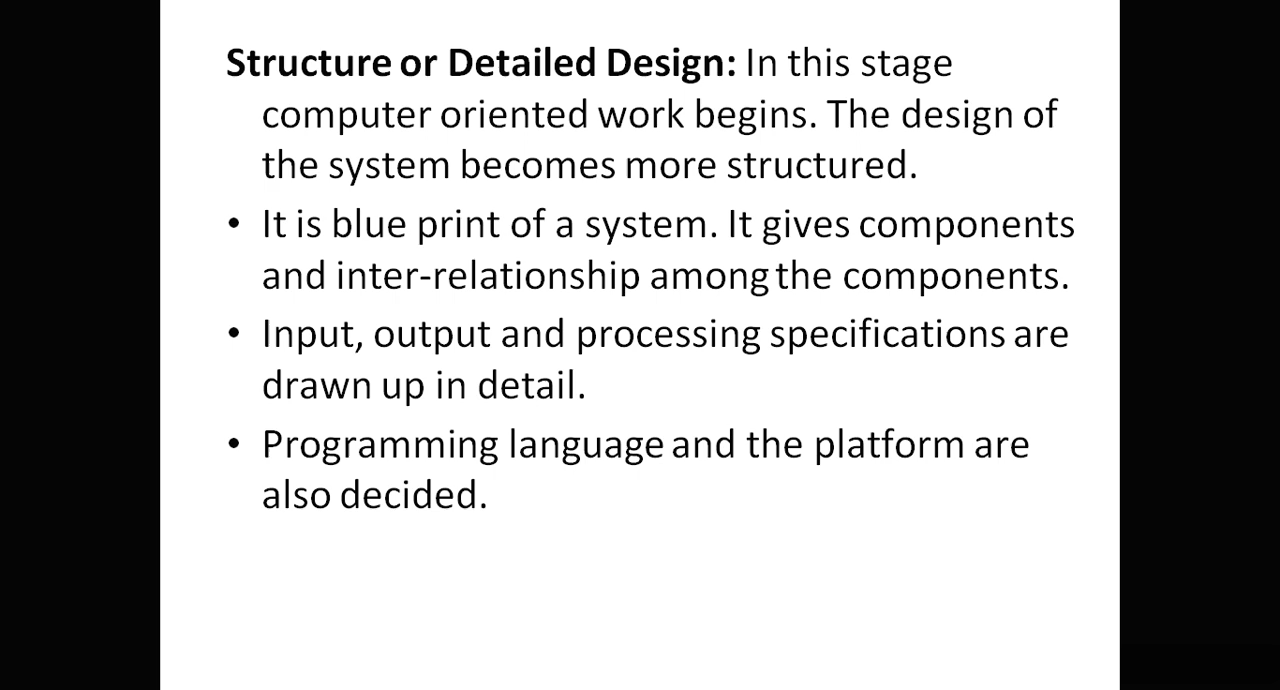 Structure or Detailed Design: In this stage
computer oriented work begins. The design of
the system becomes more structured.
• It is blue print of a system. It gives components
and inter-relationship among the components.
• Input, output and processing specifications are
drawn up in detail.
• Programming language and the platform are
also decided.